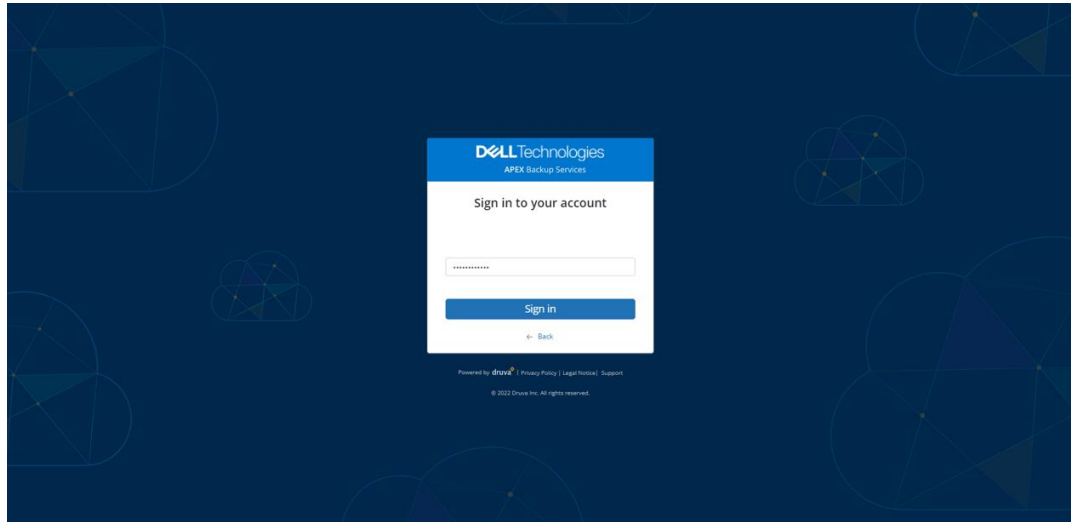 DELLTechnologies
APEX Backup Services
Sign in to your account
••••••••••••
Sign in
← Back
Powered by druva | Privacy Policy | Legal Notice| Support
© 2022 Druva Inc. All rights reserved.